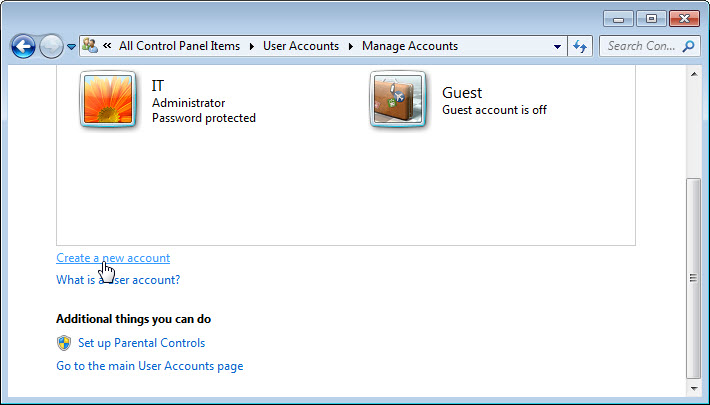 All Control Panel Items
User Accounts
Manage Accounts
Search Con...
IT
Administrator
Password protected
Guest
Guest account is off
Create a new account
What is a user account?
Additional things you can do
Set up Parental Controls
Go to the main User Accounts page